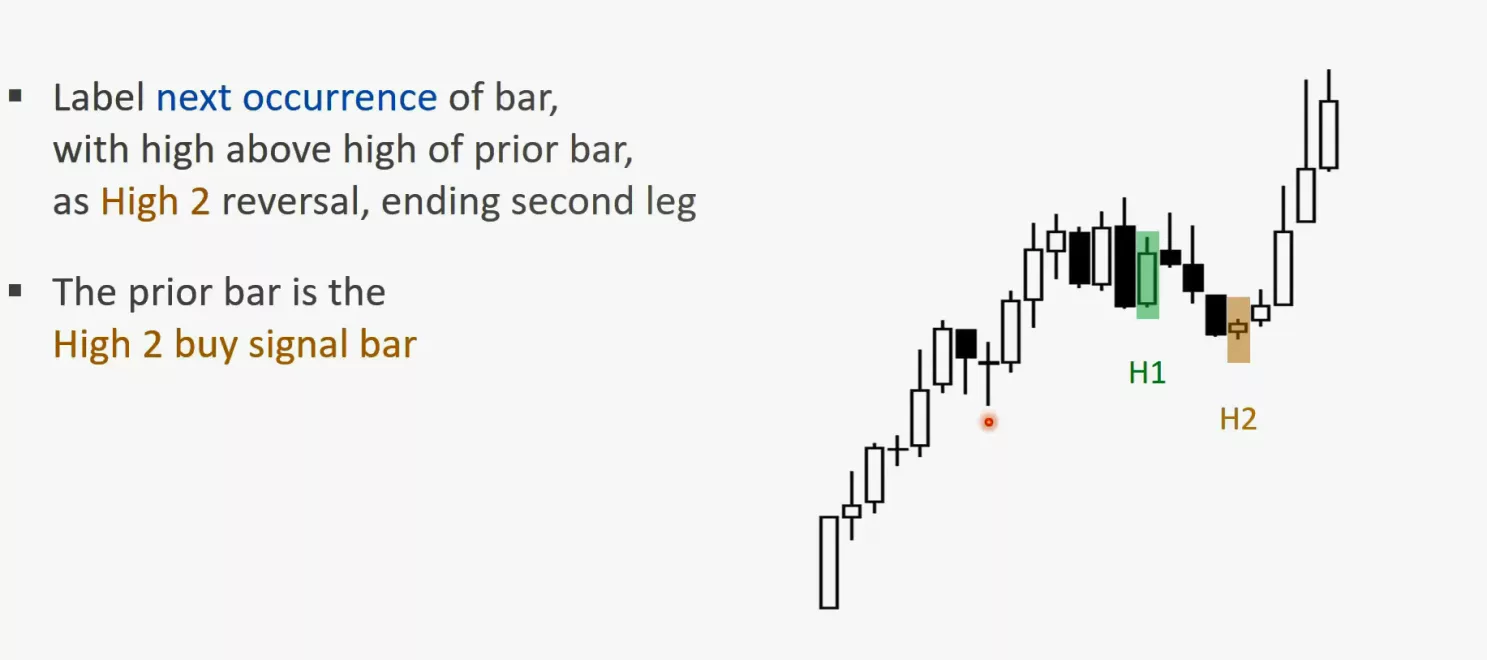 ▪ Label next occurrence of bar,
with high above high of prior bar,
as High 2 reversal, ending second leg
▪ The prior bar is the
High 2 buy signal bar
H1
H2